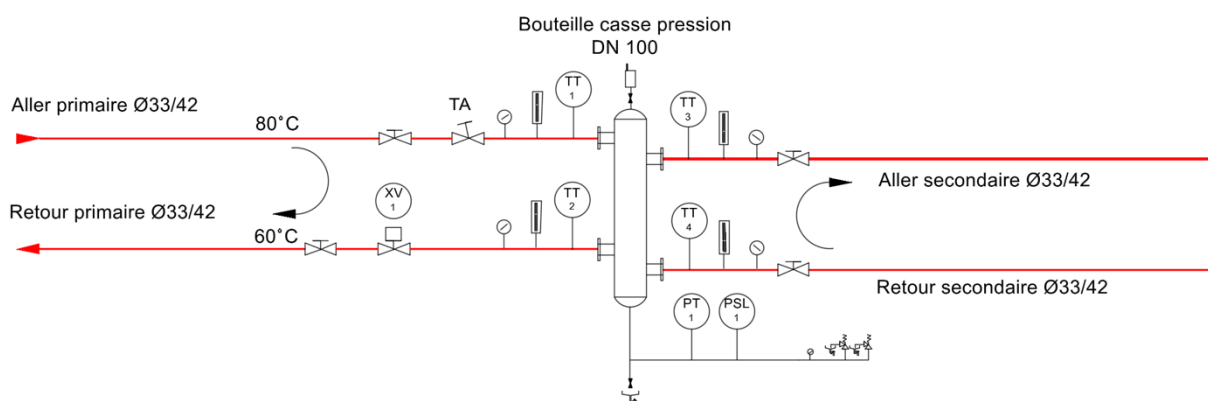 Bouteille casse pression
DN 100
Aller primaire Ø33/42
80°C
TA
TT
1
TT
3
Retour primaire Ø33/42
60°C
XV
1
TT
2
TT
4
Aller secondaire Ø33/42
Retour secondaire Ø33/42
PT
1
PSL
1